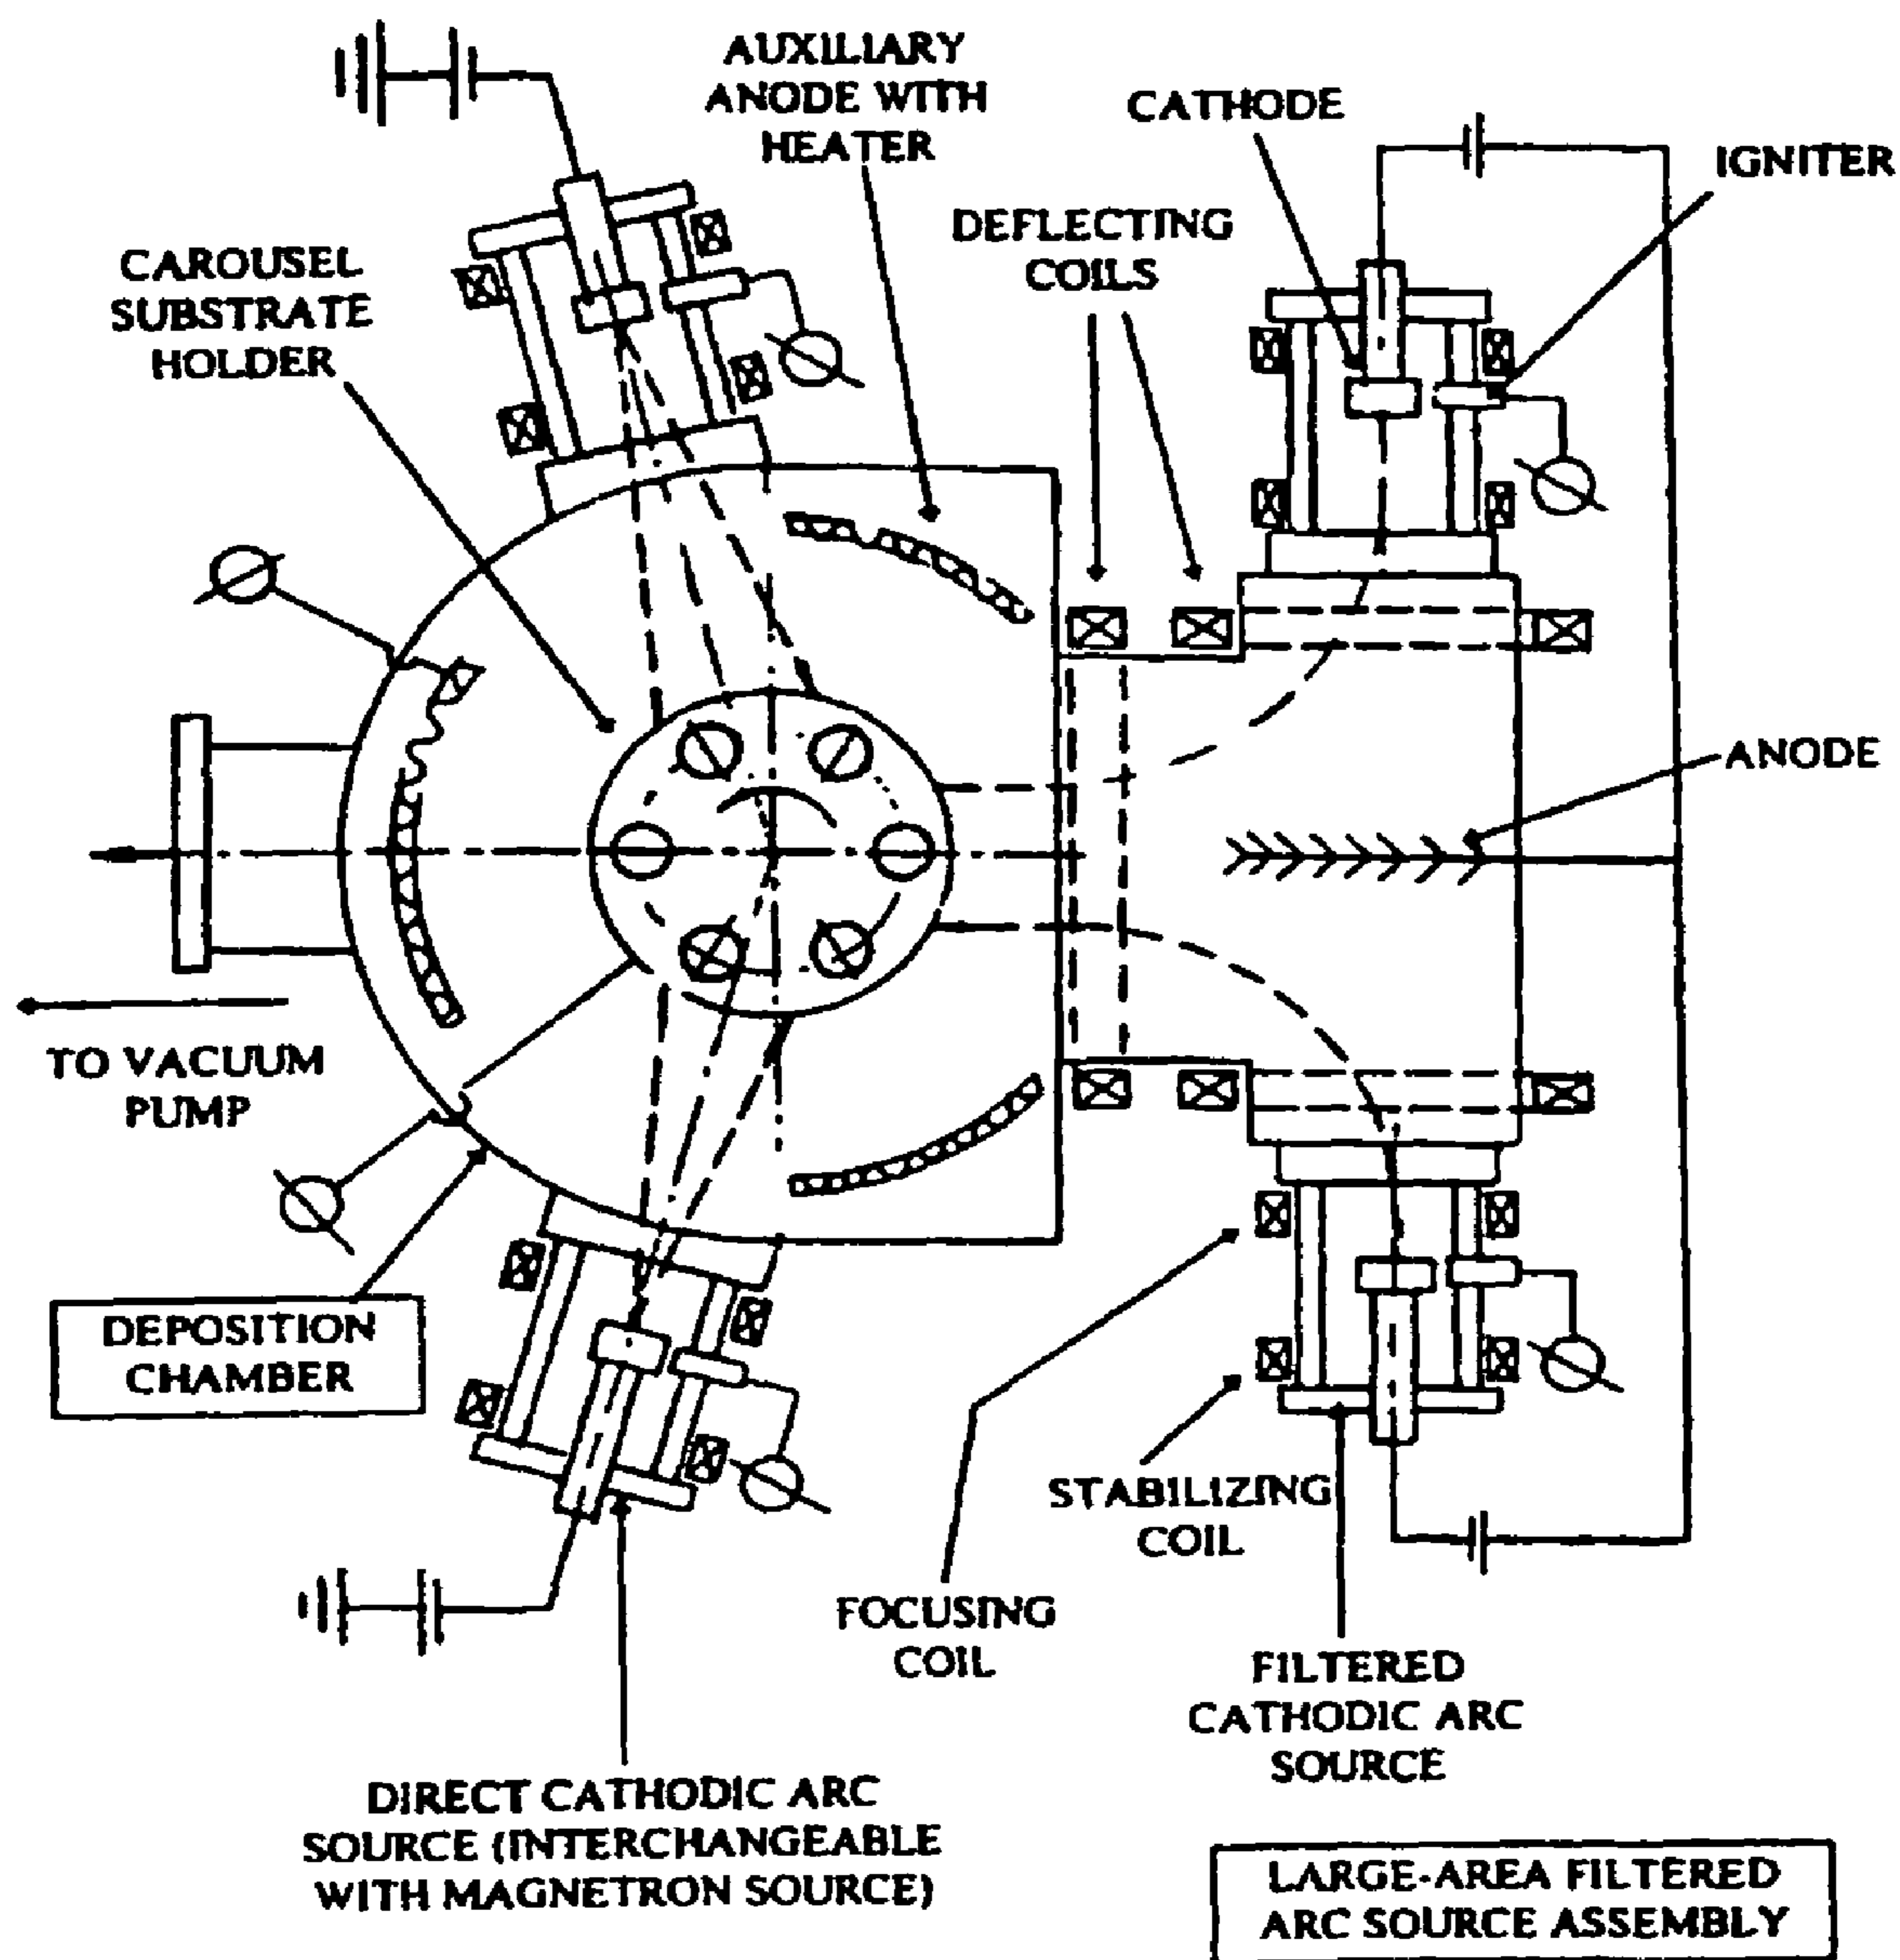 AUXILIARY
ANODE WITH
HEATER
CATHODE
IGNITER
DEFLECTING
COILS
CAROUSEL
SUBSTRATE
HOLDER
ANODE
TO VACUUM
PUMP
DEPOSITION
CHAMBER
STABILIZING
COIL
FOCUSING
COIL
FILTERED
CATHODIC ARC
SOURCE
DIRECT CATHODIC ARC
SOURCE (INTERCHANGEABLE
WITH MAGNETRON SOURCE)
LARGE-AREA FILTERED
ARC SOURCE ASSEMBLY